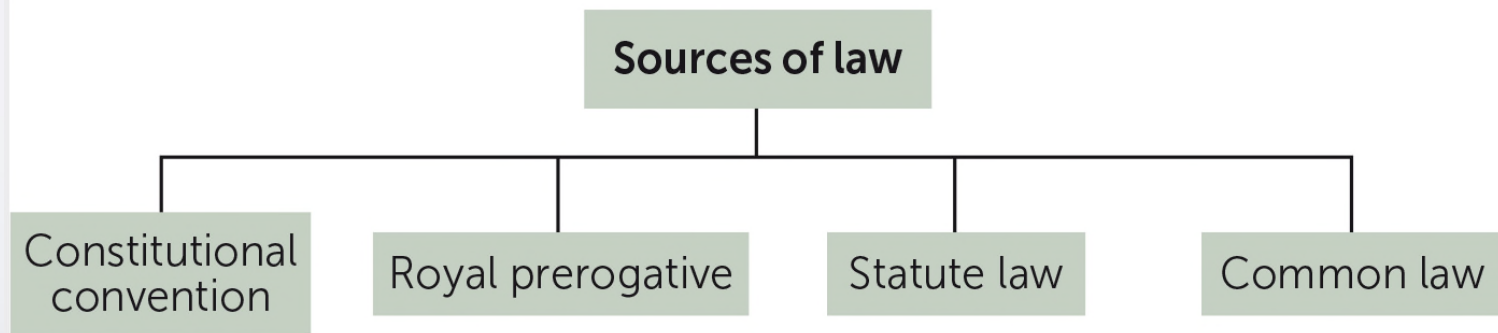 Sources of law
Constitutional
convention
Royal prerogative
Statute law
Common law